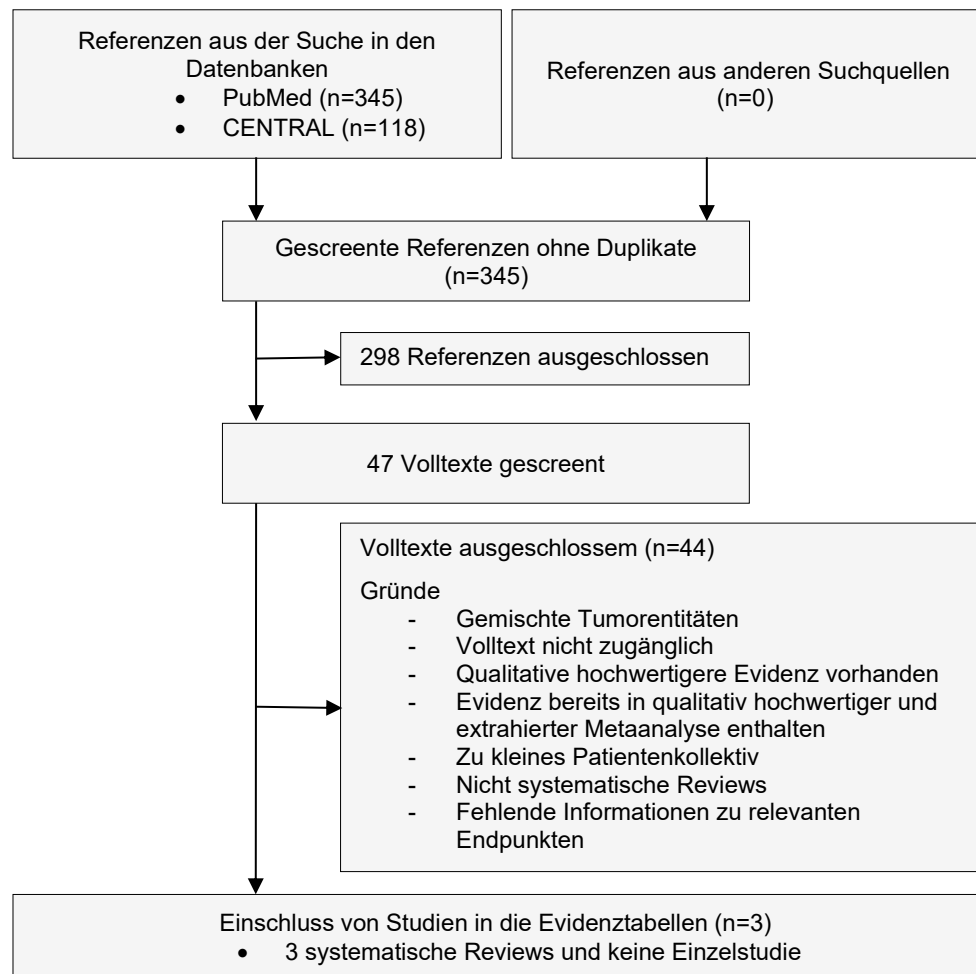 Referenzen aus der Suche in den
Datenbanken
• PubMed (n=345)
• CENTRAL (n=118)
Referenzen aus anderen Suchquellen
(n=0)
Gescreente Referenzen ohne Duplikate
(n=345)
298 Referenzen ausgeschlossen
47 Volltexte gescreent
Volltexte ausgeschlossem (n=44)
Gründe
- Gemischte Tumorentitäten
- Volltext nicht zugänglich
- Qualitative hochwertigere Evidenz vorhanden
- Evidenz bereits in qualitativ hochwertiger und
extrahierter Metaanalyse enthalten
- Zu kleines Patientenkollektiv
- Nicht systematische Reviews
- Fehlende Informationen zu relevanten
Endpunkten
Einschluss von Studien in die Evidenztabellen (n=3)
• 3 systematische Reviews und keine Einzelstudie